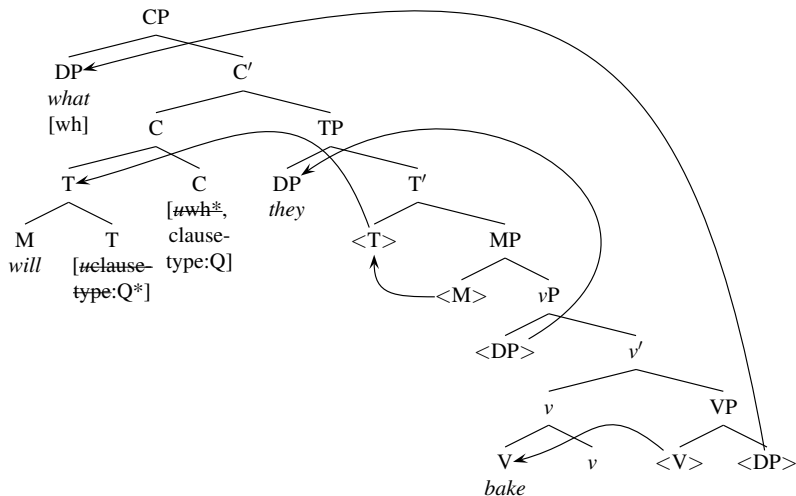 CP
DP C′
what
[wh]
C TP
T C DP T′
[uwh*, they
clause-
type:Q]
M T <T> MP
will [uclause-
type:Q*]
<M> vP
<DP> v′
v VP
V v <V> <DP>
bake